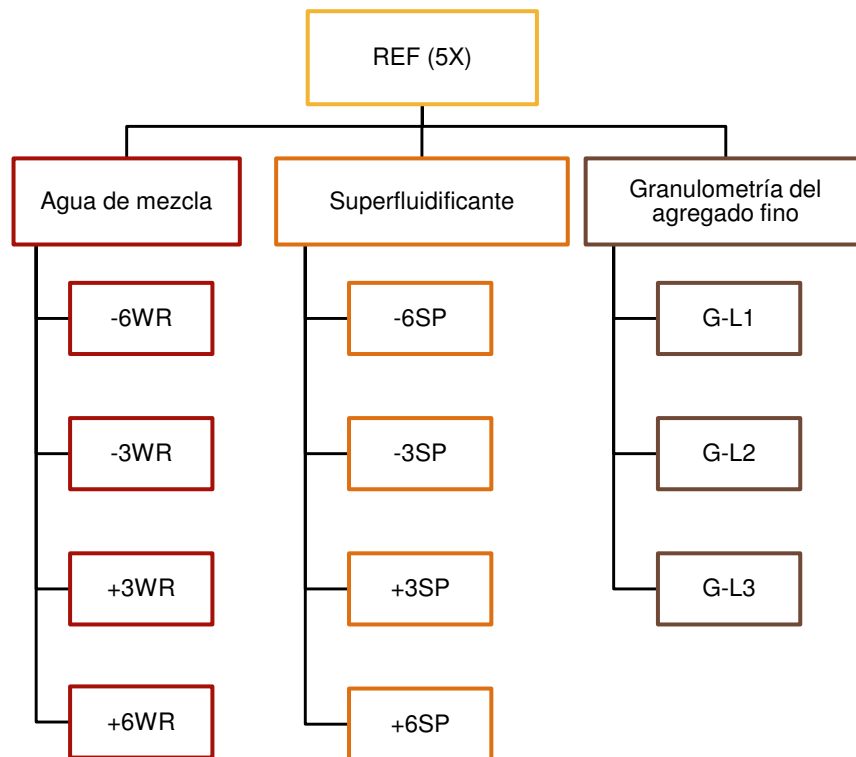 REF (5X)
Agua de mezcla
-6WR
-3WR
+3WR
+6WR
Superfluidificante
-6SP
-3SP
+3SP
+6SP
Granulometría del
agregado fino
G-L1
G-L2
G-L3